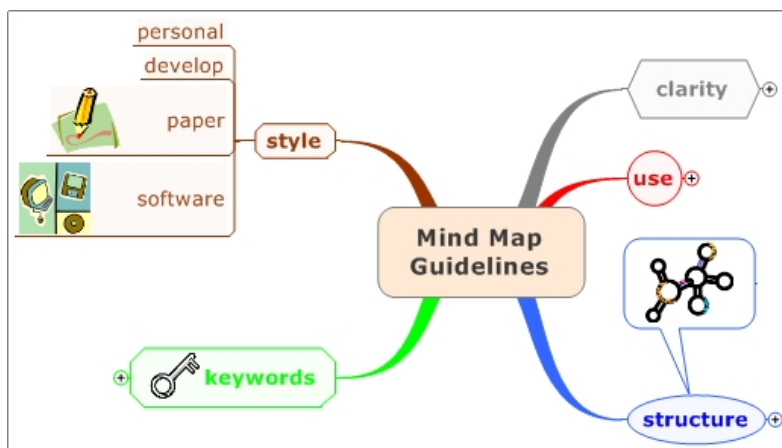 personal
develop
paper
software
style
clarity
use
Mind Map
Guidelines
keywords
structure